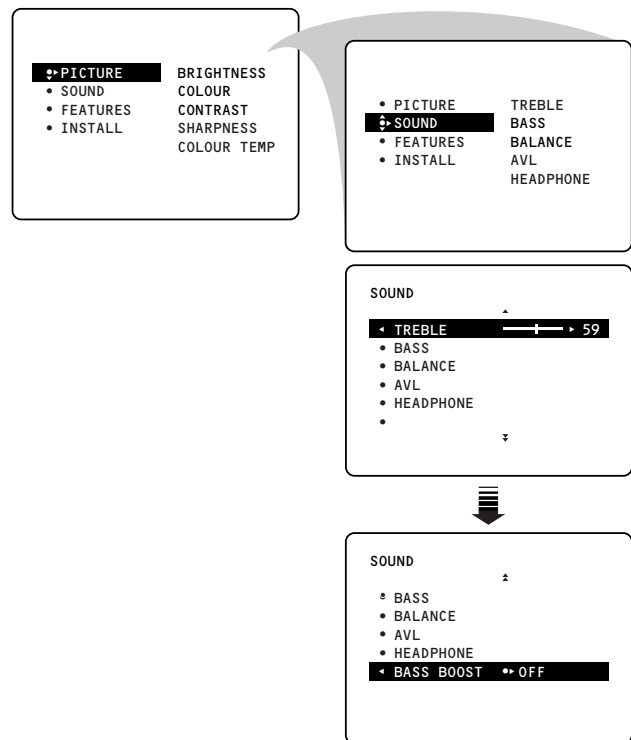 PICTURE BRIGHTNESS
• SOUND COLOUR
• FEATURES CONTRAST
• INSTALL SHARPNESS
COLOUR TEMP
• PICTURE TREBLE
SOUND BASS
• FEATURES BALANCE
• INSTALL AVL
HEADPHONE
SOUND
TREBLE 59
• BASS
• BALANCE
• AVL
• HEADPHONE
•
SOUND
• BASS
• BALANCE
• AVL
• HEADPHONE
BASS BOOST OFF